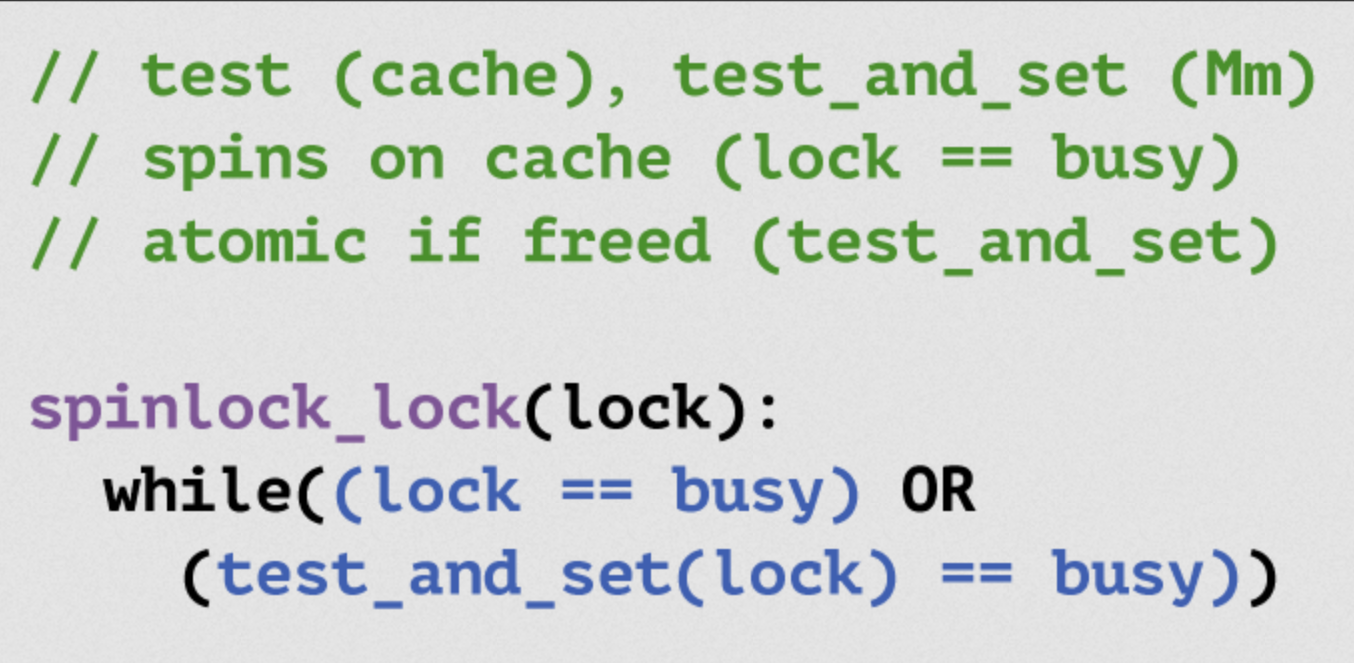 // test (cache), test_and_set (Mm)
// spins on cache (lock == busy)
// atomic if freed (test_and_set)
spinlock_lock(lock):
while((lock == busy) OR
(test_and_set(lock) == busy))